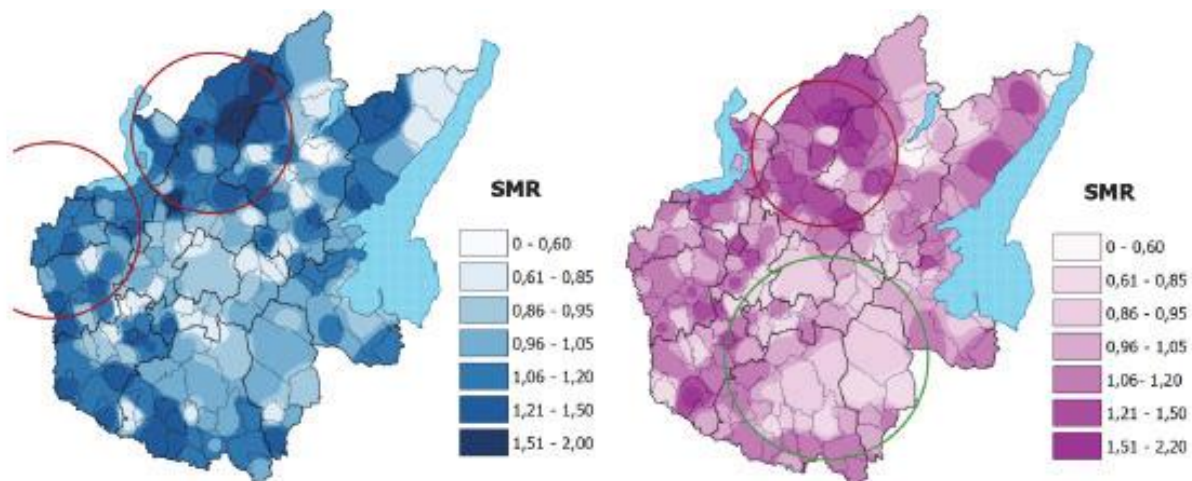 SMR
0 - 0,60
0,61 - 0,85
0,86 - 0,95
0,96 - 1,05
1,06 - 1,20
1,21 - 1,50
1,51 - 2,00
SMR
0 - 0,60
0,61 - 0,85
0,86 - 0,95
0,96 - 1,05
1,06- 1,20
1,21 - 1,50
1,51 - 2,20